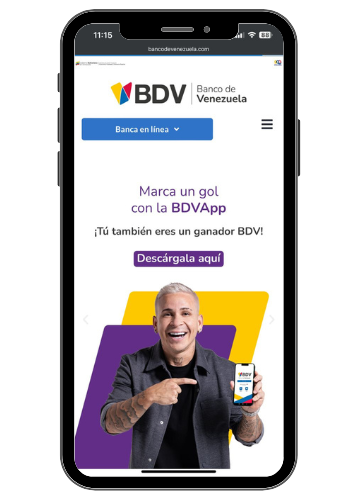 11:15
bancodevenezuela.com
BDV
Banco de
Venezuela
Banca en línea
Marca un gol
con la BDVApp
¡Tú también eres un ganador BDV!
Descárgala aquí
BDV